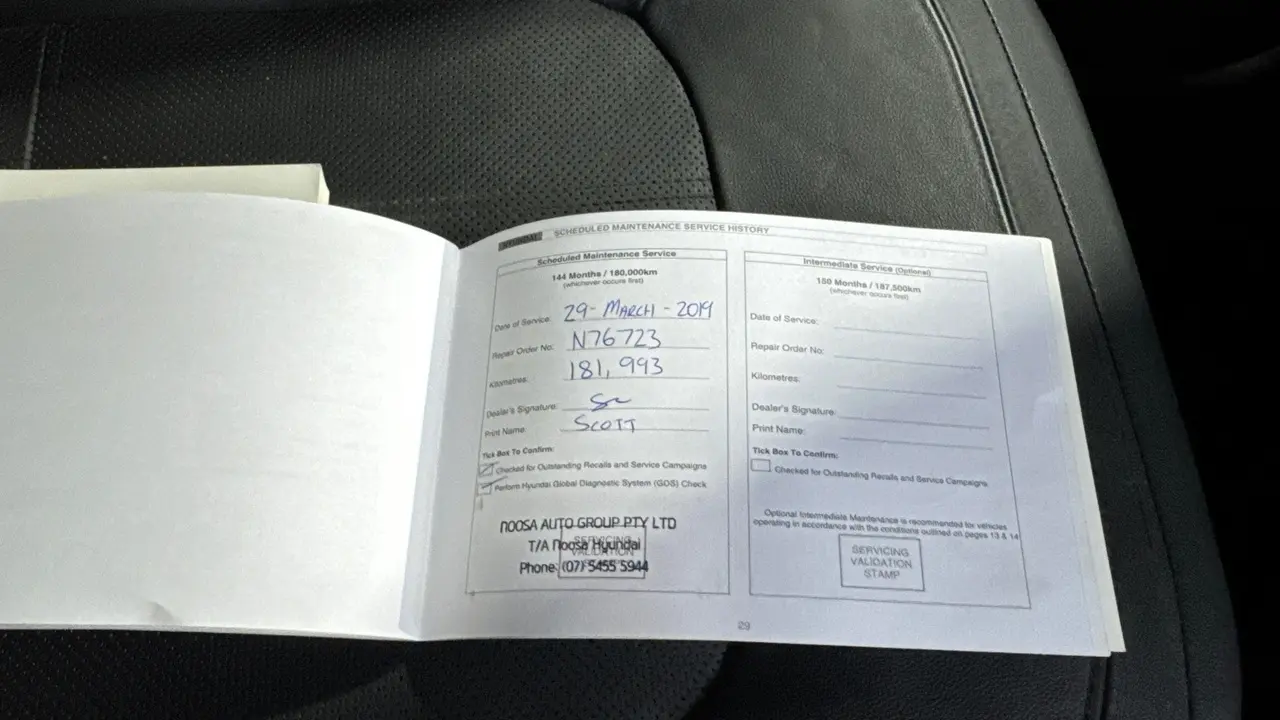 HYUNDAI SCHEDULED MAINTENANCE SERVICE HISTORY
Scheduled Maintenance Service
144 Months / 180,000km
(whichever occurs first)
Date of Service: 29 - MARCH - 2019
Repair Order No: N76723
Kilometres: 181,993
Dealer's Signature:
Print Name: SCOTT
Tick Box To Confirm:
Checked for Outstanding Recalls and Service Campaigns
Perform Hyundai Global Diagnostic System (GDS) Check
NOOSA AUTO GROUP PTY LTD
T/A Noosa Hyundai
Phone: (07) 5455 5944
SERVICING
VALIDATION
Intermediate Service (Optional)
150 Months / 187,500km
(whichever occurs first)
Date of Service:
Repair Order No:
Kilometres:
Dealer's Signature:
Print Name:
Tick Box To Confirm:
Checked for Outstanding Recalls and Service Campaigns
Optional Intermediate Maintenance is recommended for vehicles
operating in accordance with the conditions outlined on pages 13 & 14
SERVICING
VALIDATION
STAMP
29